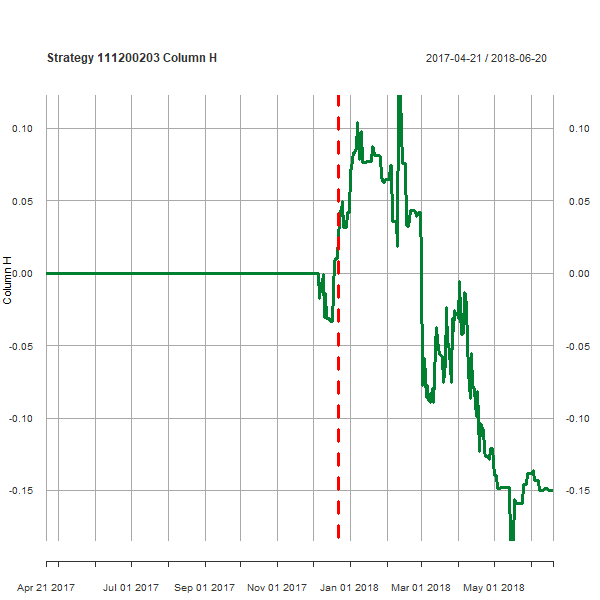 Strategy 111200203 Column H
2017-04-21 / 2018-06-20
0.10
0.10
0.05
0.05
0.00
0.00
-0.05
-0.05
-0.10
-0.10
-0.15
-0.15
Column H
Apr 21 2017
Jul 01 2017
Sep 01 2017
Nov 01 2017
Jan 01 2018
Mar 01 2018
May 01 2018